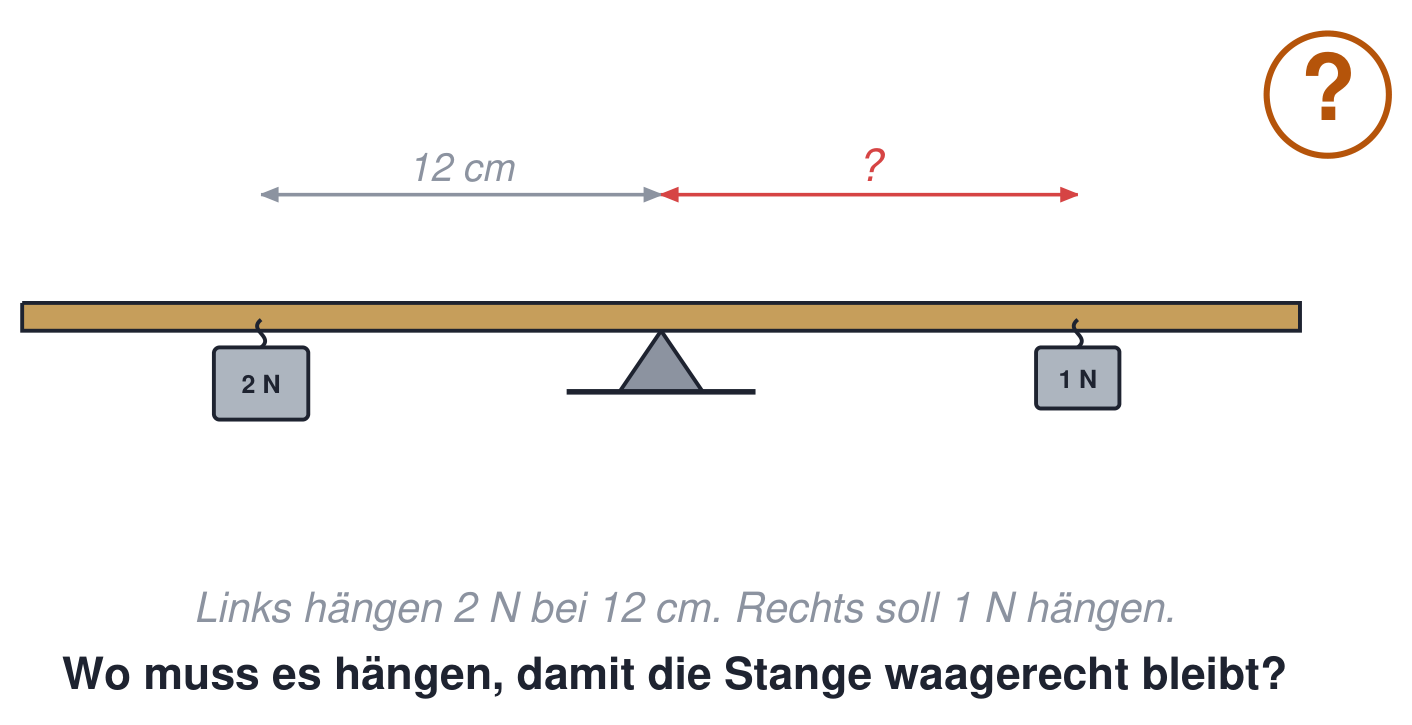 ?
12 cm
?
2 N
1 N
Links hängen 2 N bei 12 cm. Rechts soll 1 N hängen.
Wo muss es hängen, damit die Stange waagerecht bleibt?